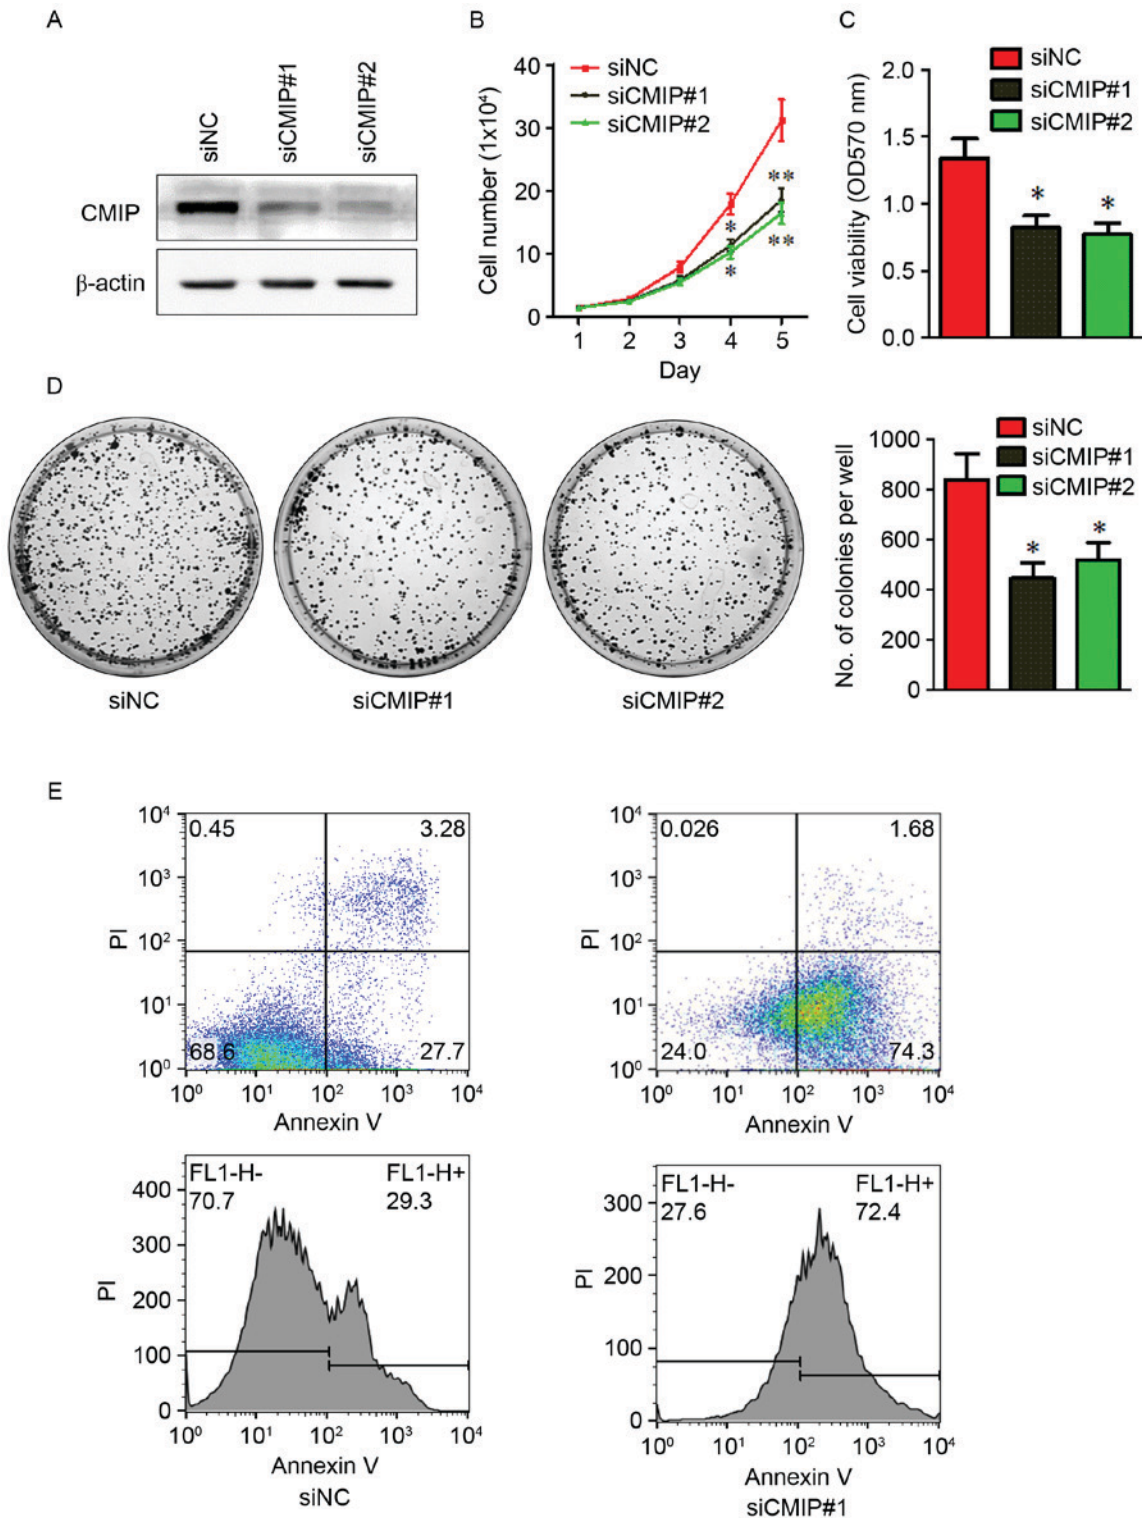 A
siNC
siCMIP#1
siCMIP#2
CMIP
β-actin
B
siNC
siCMIP#1
siCMIP#2
Cell number (1x10⁴)
40
30
20
10
0
**
*
*
**
1 2 3 4 5
Day
C
siNC
siCMIP#1
siCMIP#2
Cell viability (OD570 nm)
2.0
1.5
1.0
0.5
0.0
*
*
D
siNC
siCMIP#1
siCMIP#2
siNC
siCMIP#1
siCMIP#2
No. of colonies per well
1000
800
600
400
200
0
*
*
E
PI
10⁴
10³
10²
10¹
10⁰
0.45 3.28
68.6 27.7
10⁰ 10¹ 10² 10³ 10⁴
Annexin V
PI
10⁴
10³
10²
10¹
10⁰
0.026 1.68
24.0 74.3
10⁰ 10¹ 10² 10³ 10⁴
Annexin V
PI
400
300
200
100
0
FL1-H- FL1-H+
70.7 29.3
10⁰ 10¹ 10² 10³ 10⁴
Annexin V
siNC
PI
300
200
100
0
FL1-H- FL1-H+
27.6 72.4
10⁰ 10¹ 10² 10³ 10⁴
Annexin V
siCMIP#1